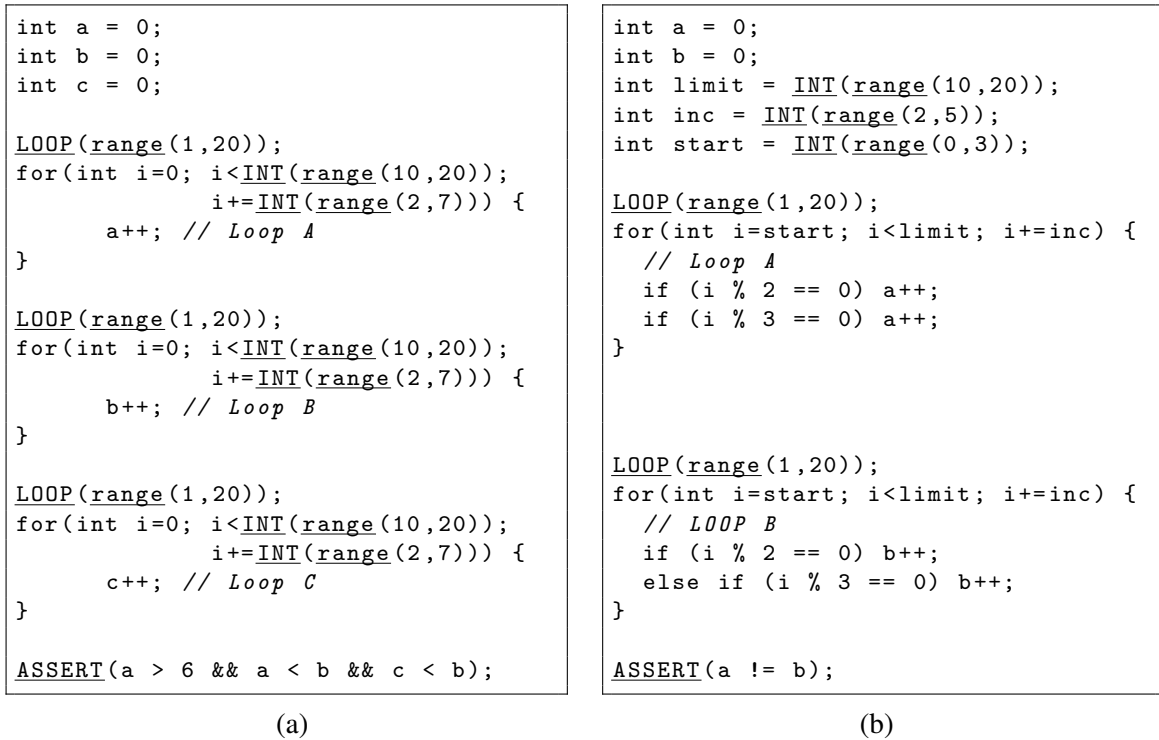 int a = 0;
int b = 0;
int c = 0;
LOOP(range(1,20));
for(int i=0; i<INT(range(10,20));
i+=INT(range(2,7))) {
a++; // Loop A
}
LOOP(range(1,20));
for(int i=0; i<INT(range(10,20));
i+=INT(range(2,7))) {
b++; // Loop B
}
LOOP(range(1,20));
for(int i=0; i<INT(range(10,20));
i+=INT(range(2,7))) {
c++; // Loop C
}
ASSERT(a > 6 && a < b && c < b);
(a)
int a = 0;
int b = 0;
int limit = INT(range(10,20));
int inc = INT(range(2,5));
int start = INT(range(0,3));
LOOP(range(1,20));
for(int i=start; i<limit; i+=inc) {
// Loop A
if (i % 2 == 0) a++;
if (i % 3 == 0) a++;
}
LOOP(range(1,20));
for(int i=start; i<limit; i+=inc) {
// LOOP B
if (i % 2 == 0) b++;
else if (i % 3 == 0) b++;
}
ASSERT(a != b);
(b)